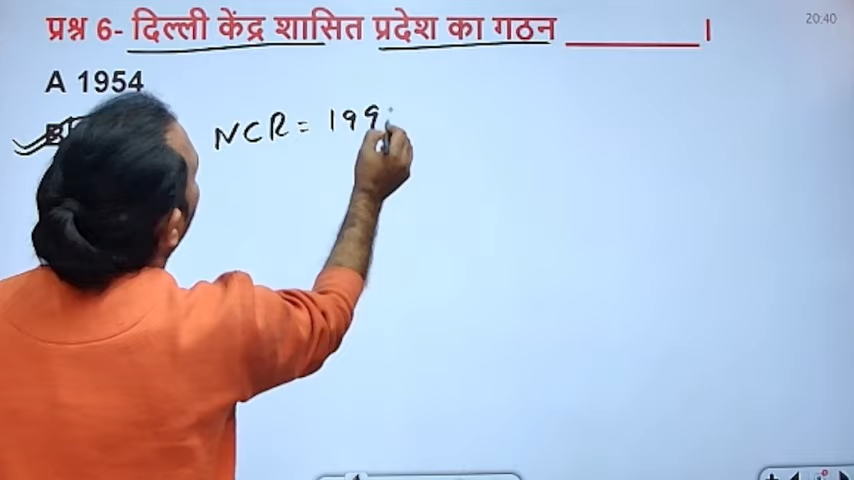 20:40
प्रश्न 6- दिल्ली केंद्र शासित प्रदेश का गठन ________।
A 1954
B
NCR = 199